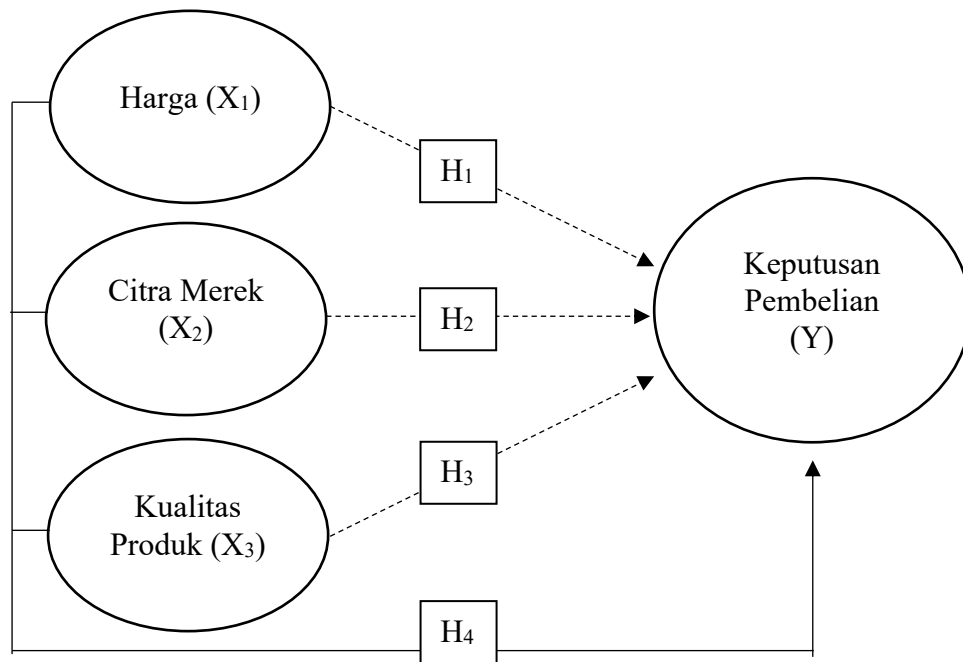 Harga (X₁)
H₁
Citra Merek
(X₂)
H₂
Keputusan
Pembelian
(Y)
Kualitas
Produk (X₃)
H₃
H₄